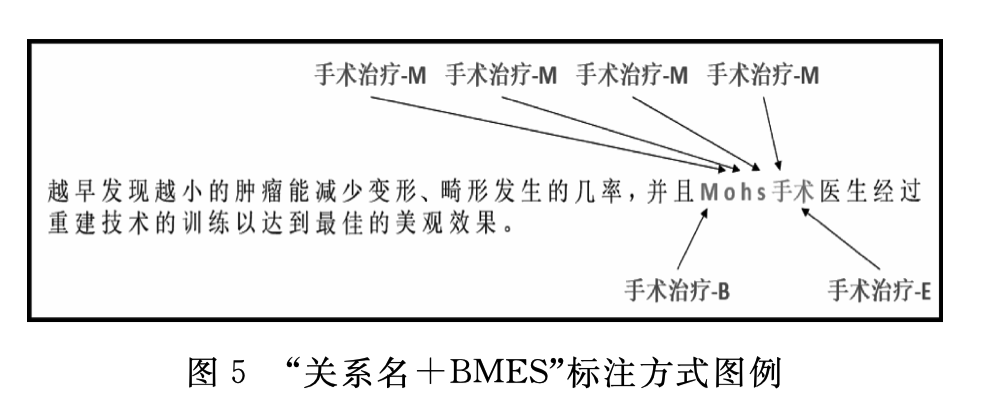 手术治疗-M 手术治疗-M 手术治疗-M 手术治疗-M
越早发现越小的肿瘤能减少变形、畸形发生的几率，并且Mohs手术医生经过
重建技术的训练以达到最佳的美观效果。
手术治疗-B 手术治疗-E
图 5 “关系名＋BMES”标注方式图例